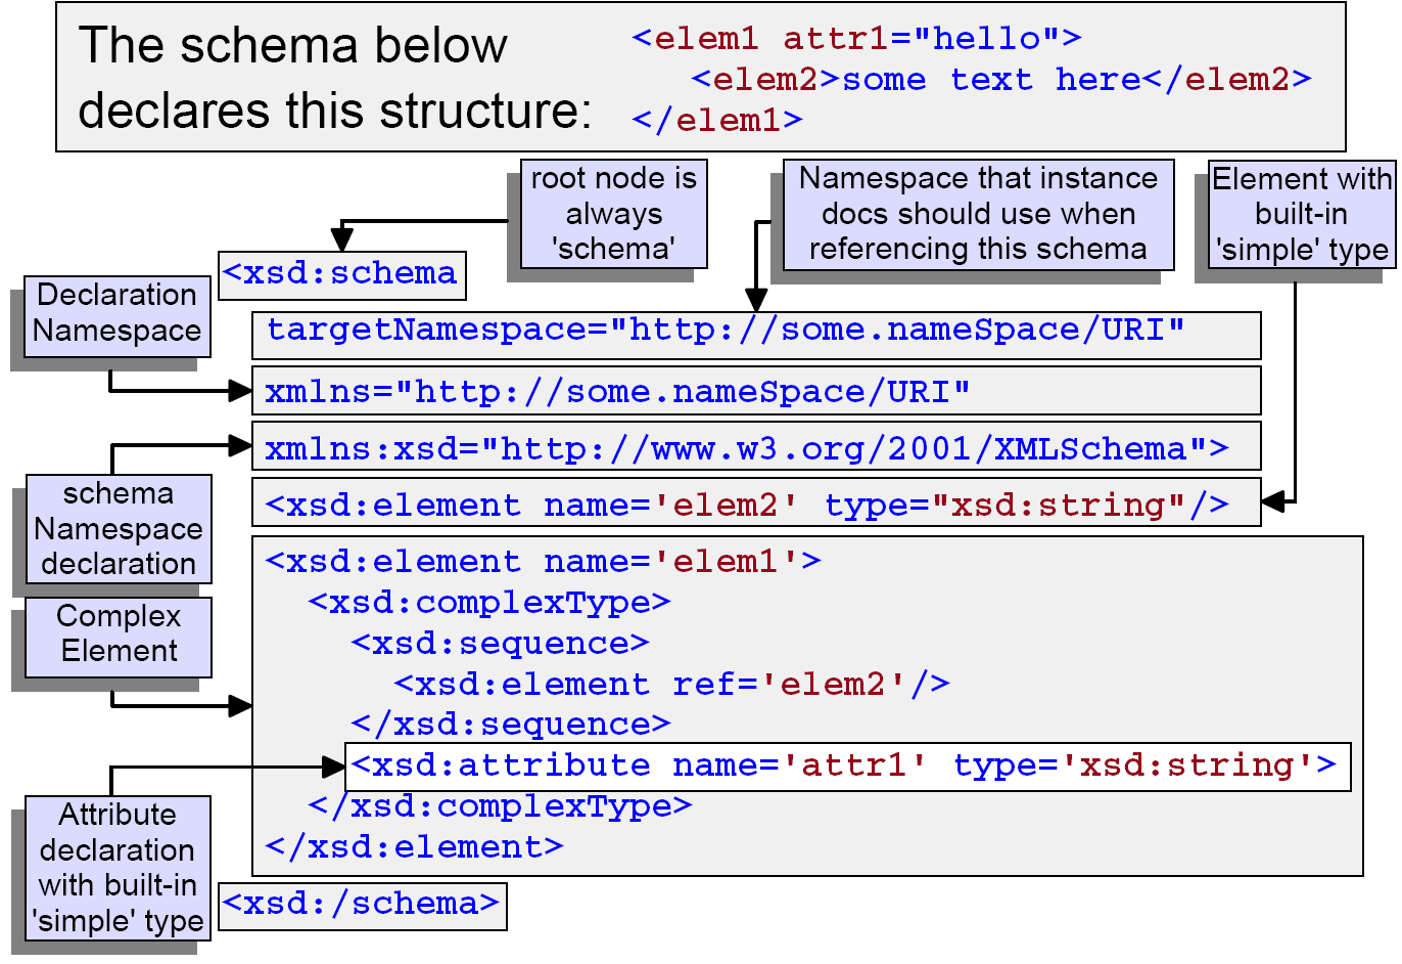 The schema below
declares this structure:
<elem1 attr1="hello">
<elem2>some text here</elem2>
</elem1>
root node is
always
'schema'
Namespace that instance
docs should use when
referencing this schema
Element with
built-in
'simple' type
<xsd:schema
Declaration
Namespace
targetNamespace="http://some.nameSpace/URI"
xmlns="http://some.nameSpace/URI"
xmlns:xsd="http://www.w3.org/2001/XMLSchema">
schema
Namespace
declaration
<xsd:element name='elem2' type="xsd:string"/>
Complex
Element
<xsd:element name='elem1'>
<xsd:complexType>
<xsd:sequence>
<xsd:element ref='elem2'/>
</xsd:sequence>
<xsd:attribute name='attr1' type='xsd:string'>
</xsd:complexType>
</xsd:element>
Attribute
declaration
with built-in
'simple' type
<xsd:/schema>